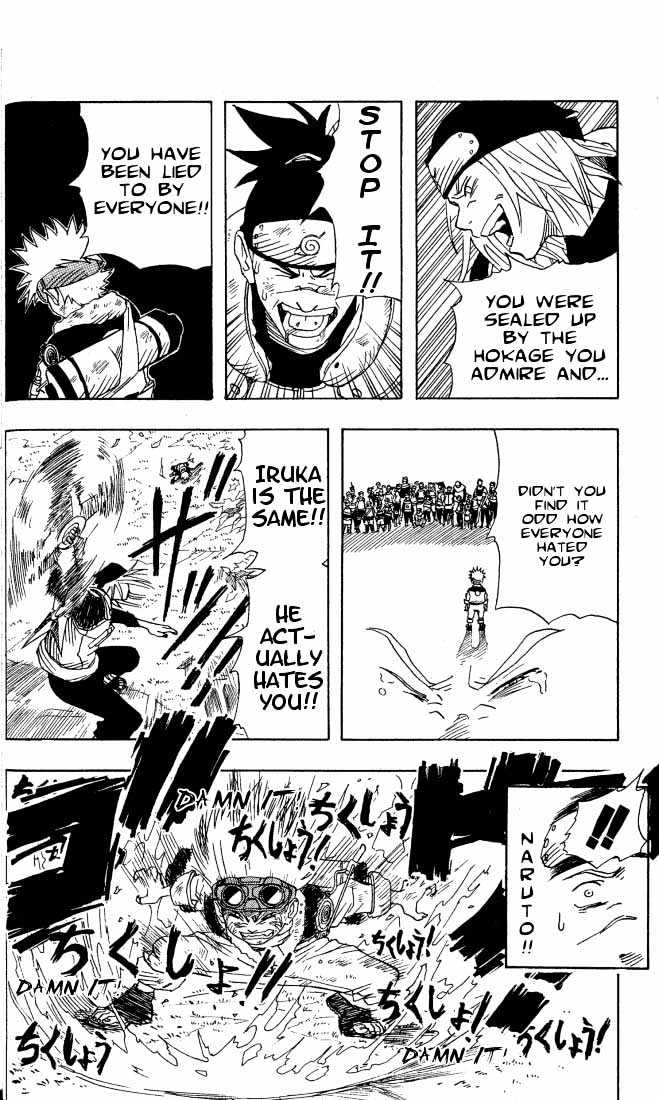 YOU WERE
SEALED UP
BY THE
HOKAGE YOU
ADMIRE AND...
STOP
IT!!
YOU HAVE
BEEN LIED
TO BY
EVERYONE!!
DIDN'T YOU
FIND IT
ODD HOW
EVERYONE
HATED
YOU?
IRUKA
IS THE
SAME!!
HE
ACT-
UALLY
HATES
YOU!!
!!
NARUTO!!
ちくしょう
ちくしょう!
DAMN IT!
ちくしょう!
ちくしょ!!
DAMN IT!
ちくしょう
ちくしょう!
ちくしょう!
DAMN IT!